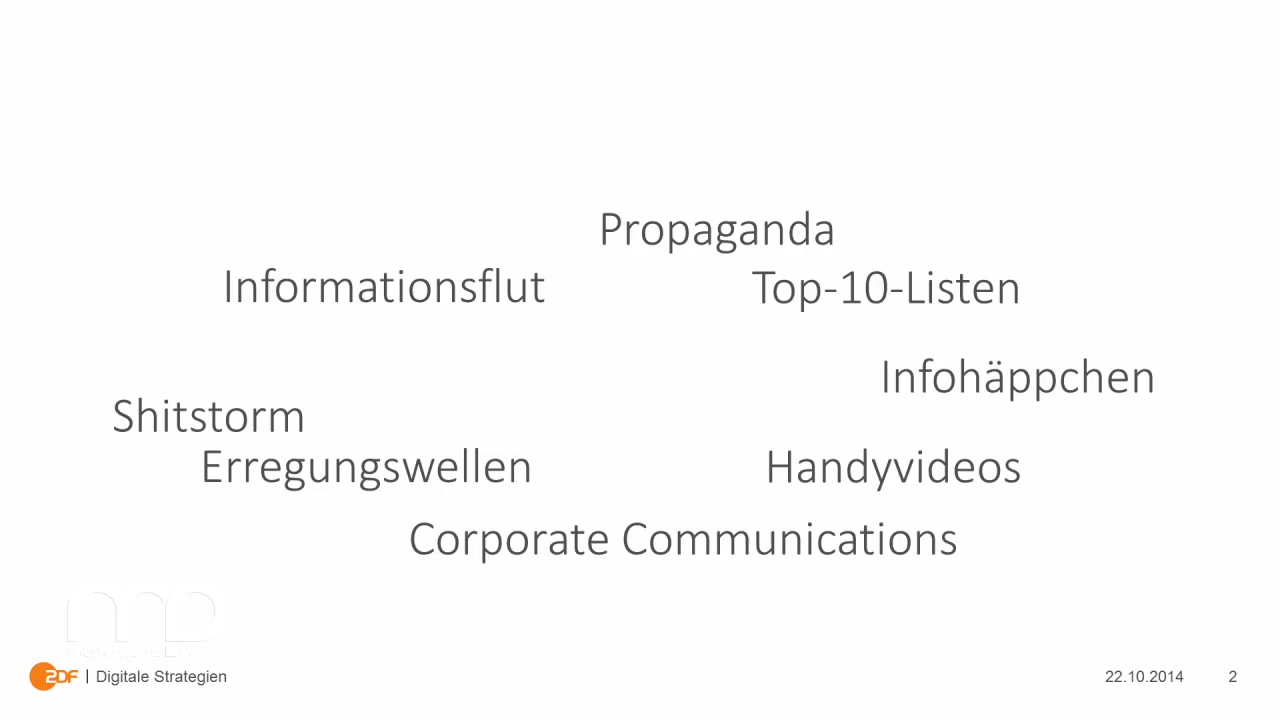 Propaganda
Informationsflut
Top-10-Listen
Infohäppchen
Shitstorm
Erregungswellen
Handyvideos
Corporate Communications
ZDF | Digitale Strategien
22.10.2014
2